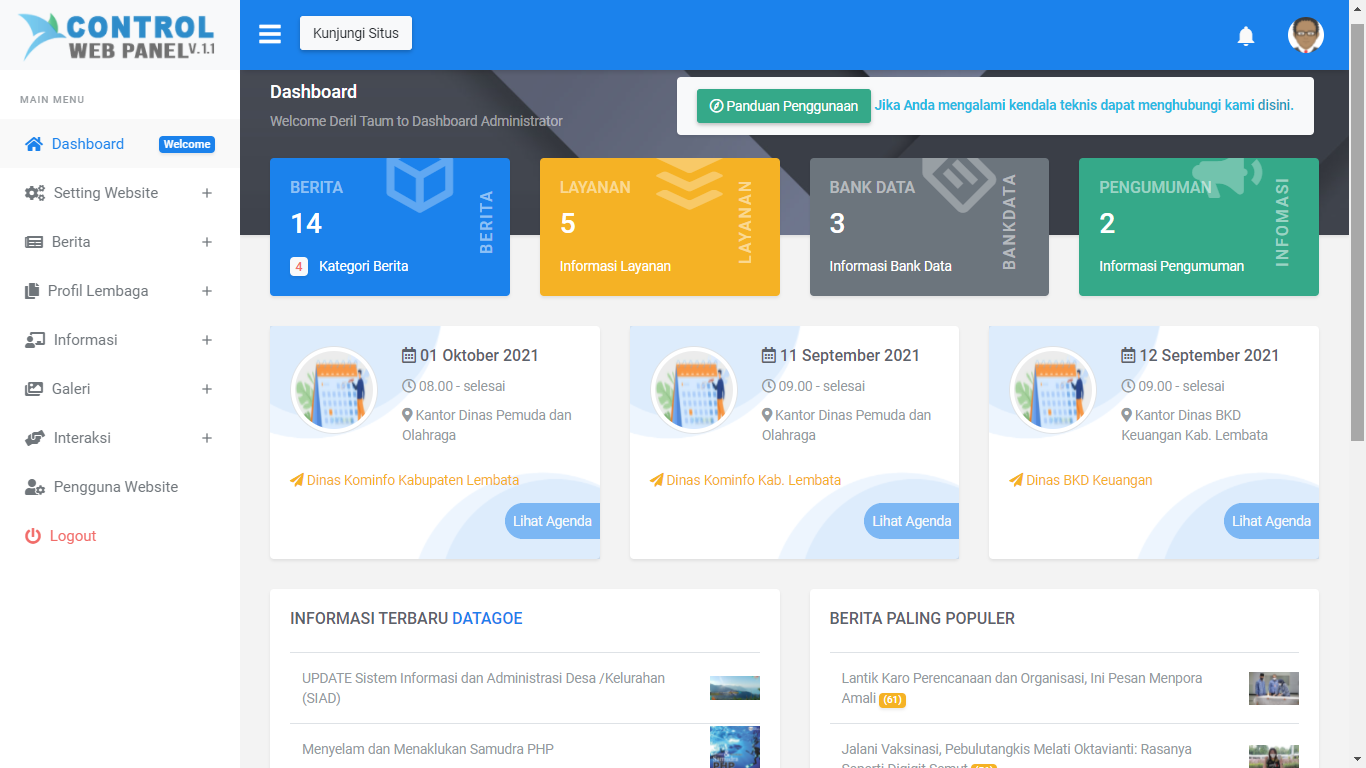 CONTROL
WEB PANEL V.1.1
Kunjungi Situs
MAIN MENU
Dashboard
Welcome
Setting Website
Berita
Profil Lembaga
Informasi
Galeri
Interaksi
Pengguna Website
Logout
Dashboard
Welcome Deril Taum to Dashboard Administrator
Panduan Penggunaan Jika Anda mengalami kendala teknis dapat menghubungi kami disini.
BERITA
14
4 Kategori Berita
BERITA
LAYANAN
5
Informasi Layanan
LAYANAN
BANK DATA
3
Informasi Bank Data
BANKDATA
PENGUMUMAN
2
Informasi Pengumuman
INFOMASI
01 Oktober 2021
08.00 - selesai
Kantor Dinas Pemuda dan
Olahraga
Dinas Kominfo Kabupaten Lembata
Lihat Agenda
11 September 2021
09.00 - selesai
Kantor Dinas Pemuda dan
Olahraga
Dinas Kominfo Kab. Lembata
Lihat Agenda
12 September 2021
09.00 - selesai
Kantor Dinas BKD
Keuangan Kab. Lembata
Dinas BKD Keuangan
Lihat Agenda
INFORMASI TERBARU DATAGOE
UPDATE Sistem Informasi dan Administrasi Desa /Kelurahan
(SIAD)
Menyelam dan Menaklukan Samudra PHP
BERITA PALING POPULER
Lantik Karo Perencanaan dan Organisasi, Ini Pesan Menpora
Amali (61)
Jalani Vaksinasi, Pebulutangkis Melati Oktavianti: Rasanya
Seperti Digigit Semut